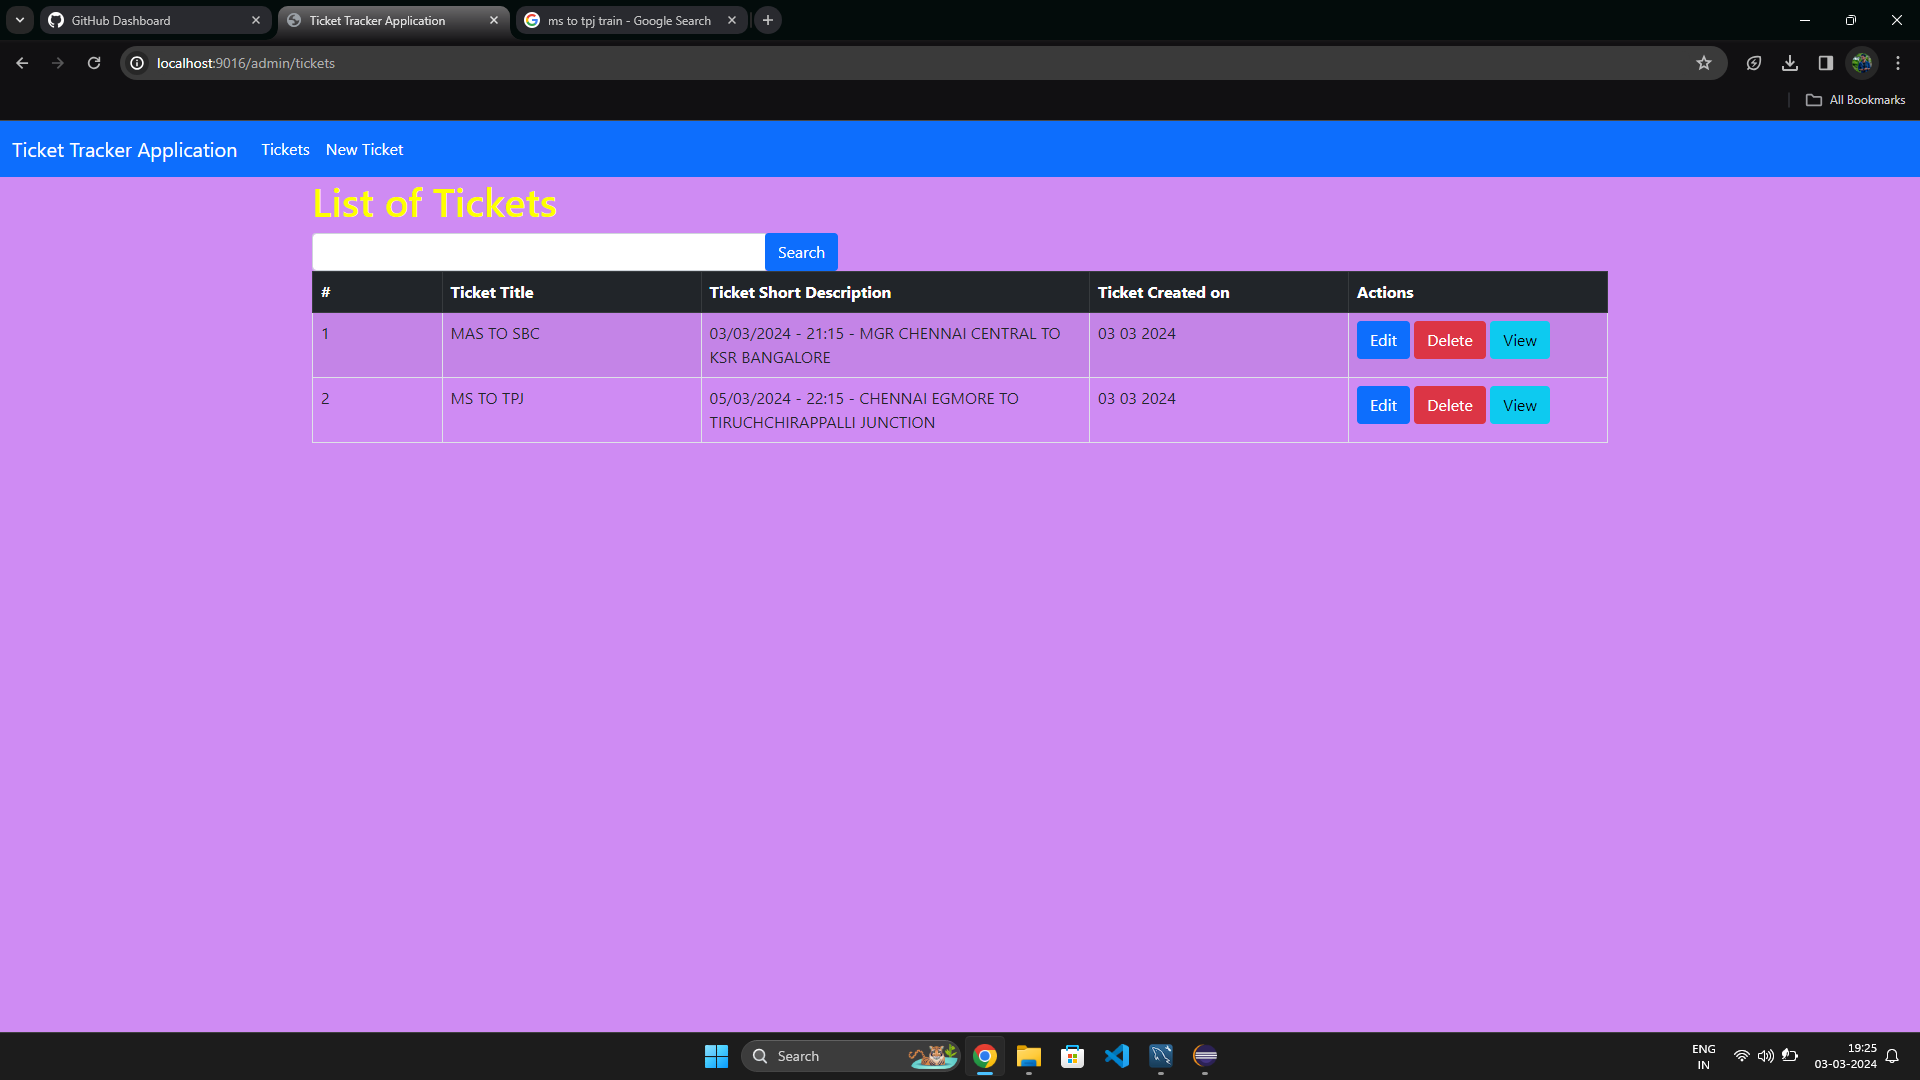 GitHub Dashboard
Ticket Tracker Application
ms to tpj train - Google Search
localhost:9016/admin/tickets
All Bookmarks
Ticket Tracker Application Tickets New Ticket
List of Tickets
Search
# Ticket Title Ticket Short Description Ticket Created on Actions
1 MAS TO SBC 03/03/2024 - 21:15 - MGR CHENNAI CENTRAL TO 03 03 2024 Edit Delete View
KSR BANGALORE
2 MS TO TPJ 05/03/2024 - 22:15 - CHENNAI EGMORE TO 03 03 2024 Edit Delete View
TIRUCHCHIRAPPALLI JUNCTION
Search
ENG
IN
19:25
03-03-2024